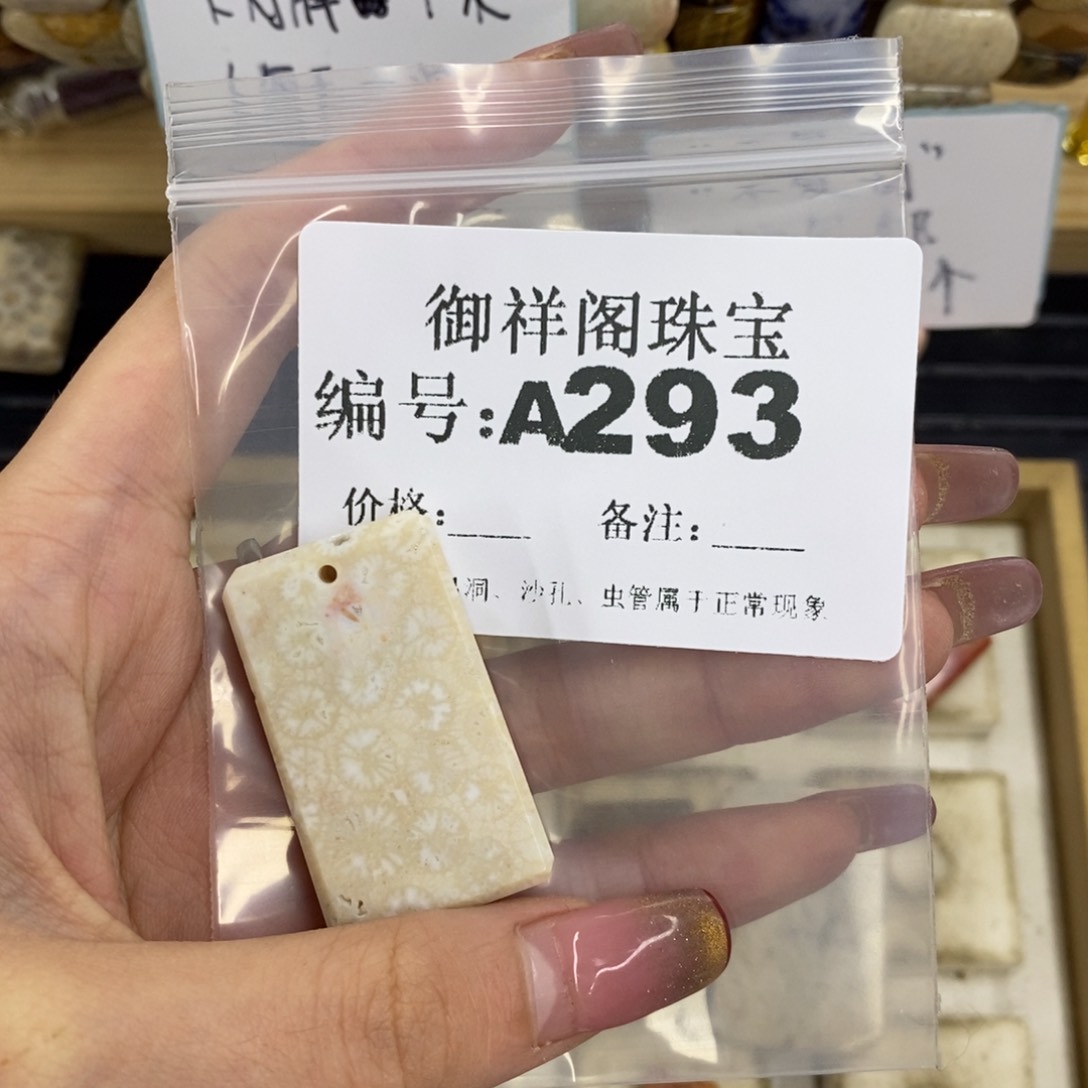 御祥阁珠宝
编号:A293
价格:____ 备注:____
洞、沙孔、虫管属于正常现象
个